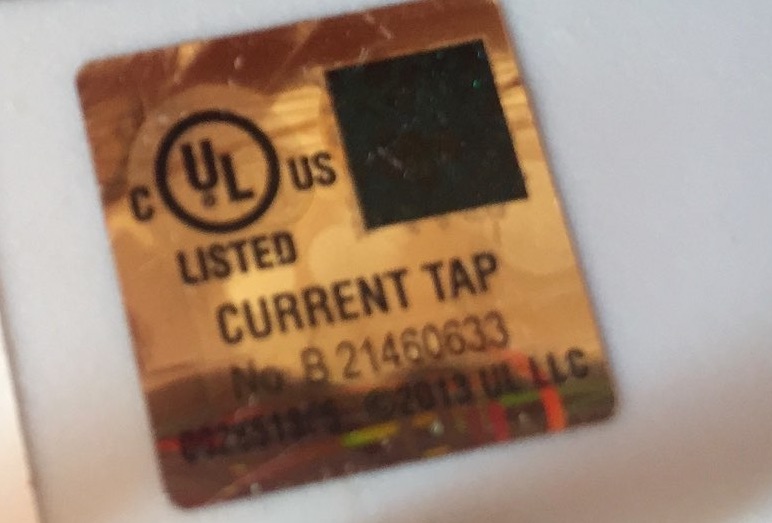 C UL US
LISTED
CURRENT TAP
No. B 21460633
©2013 UL LLC